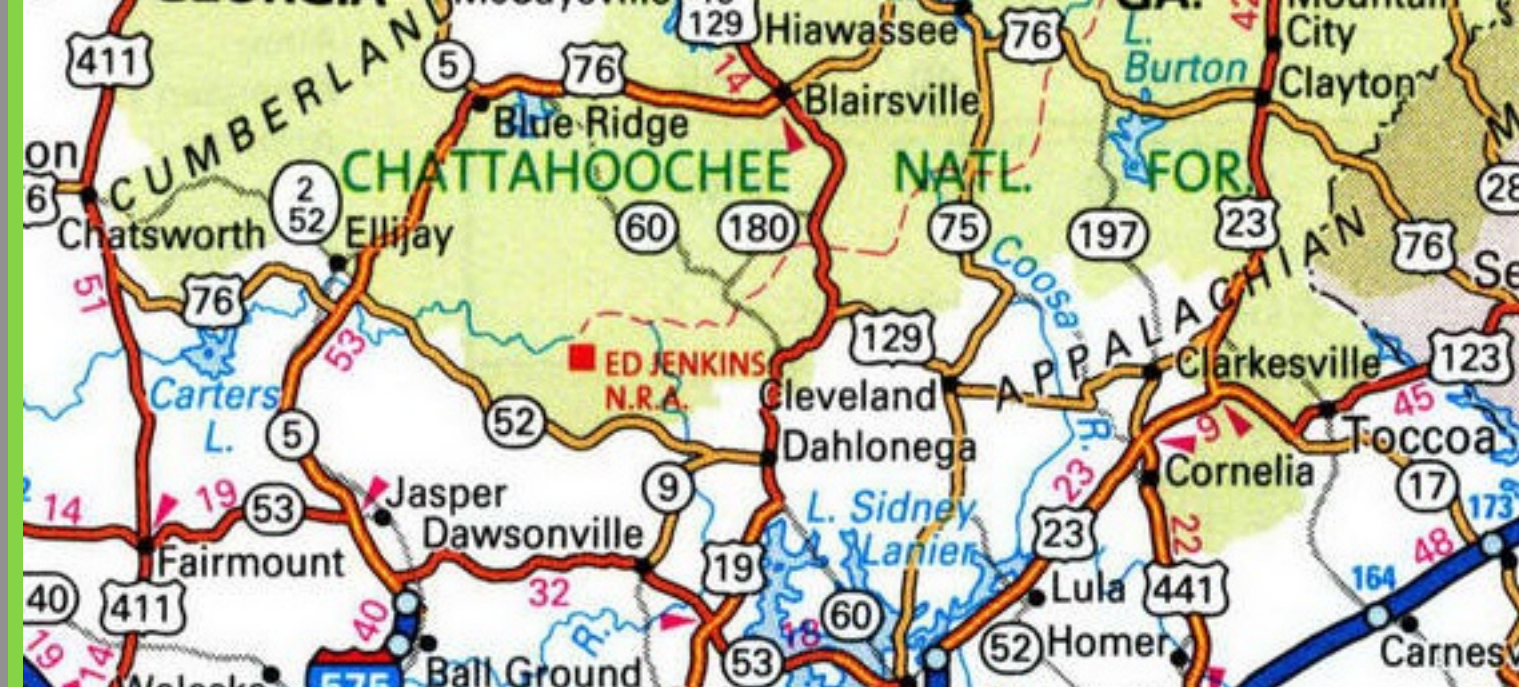 GEORGIA
McCaysville
129
Hiawassee
76
GA.
Mountain
City
42
411
CUMBERLAND
5
76
14
L.
Burton
Clayton
Blue Ridge
Blairsville
CHATTAHOOCHEE NATL. FOR.
2
52
Chatsworth
Ellijay
60
180
75
197
23
76
28
51
76
53
Coosa
R.
APPALACHIAN
129
123
Carters
L.
ED JENKINS
N.R.A.
Cleveland
Clarkesville
45
5
52
Dahlonega
9
Toccoa
14
19
53
Jasper
9
Cornelia
17
173
Dawsonville
L. Sidney
Lanier
23
23
22
48
Fairmount
32
19
164
40
411
40
R.
60
Lula
441
19
14
18
52
Homer
53
Ball Ground
575